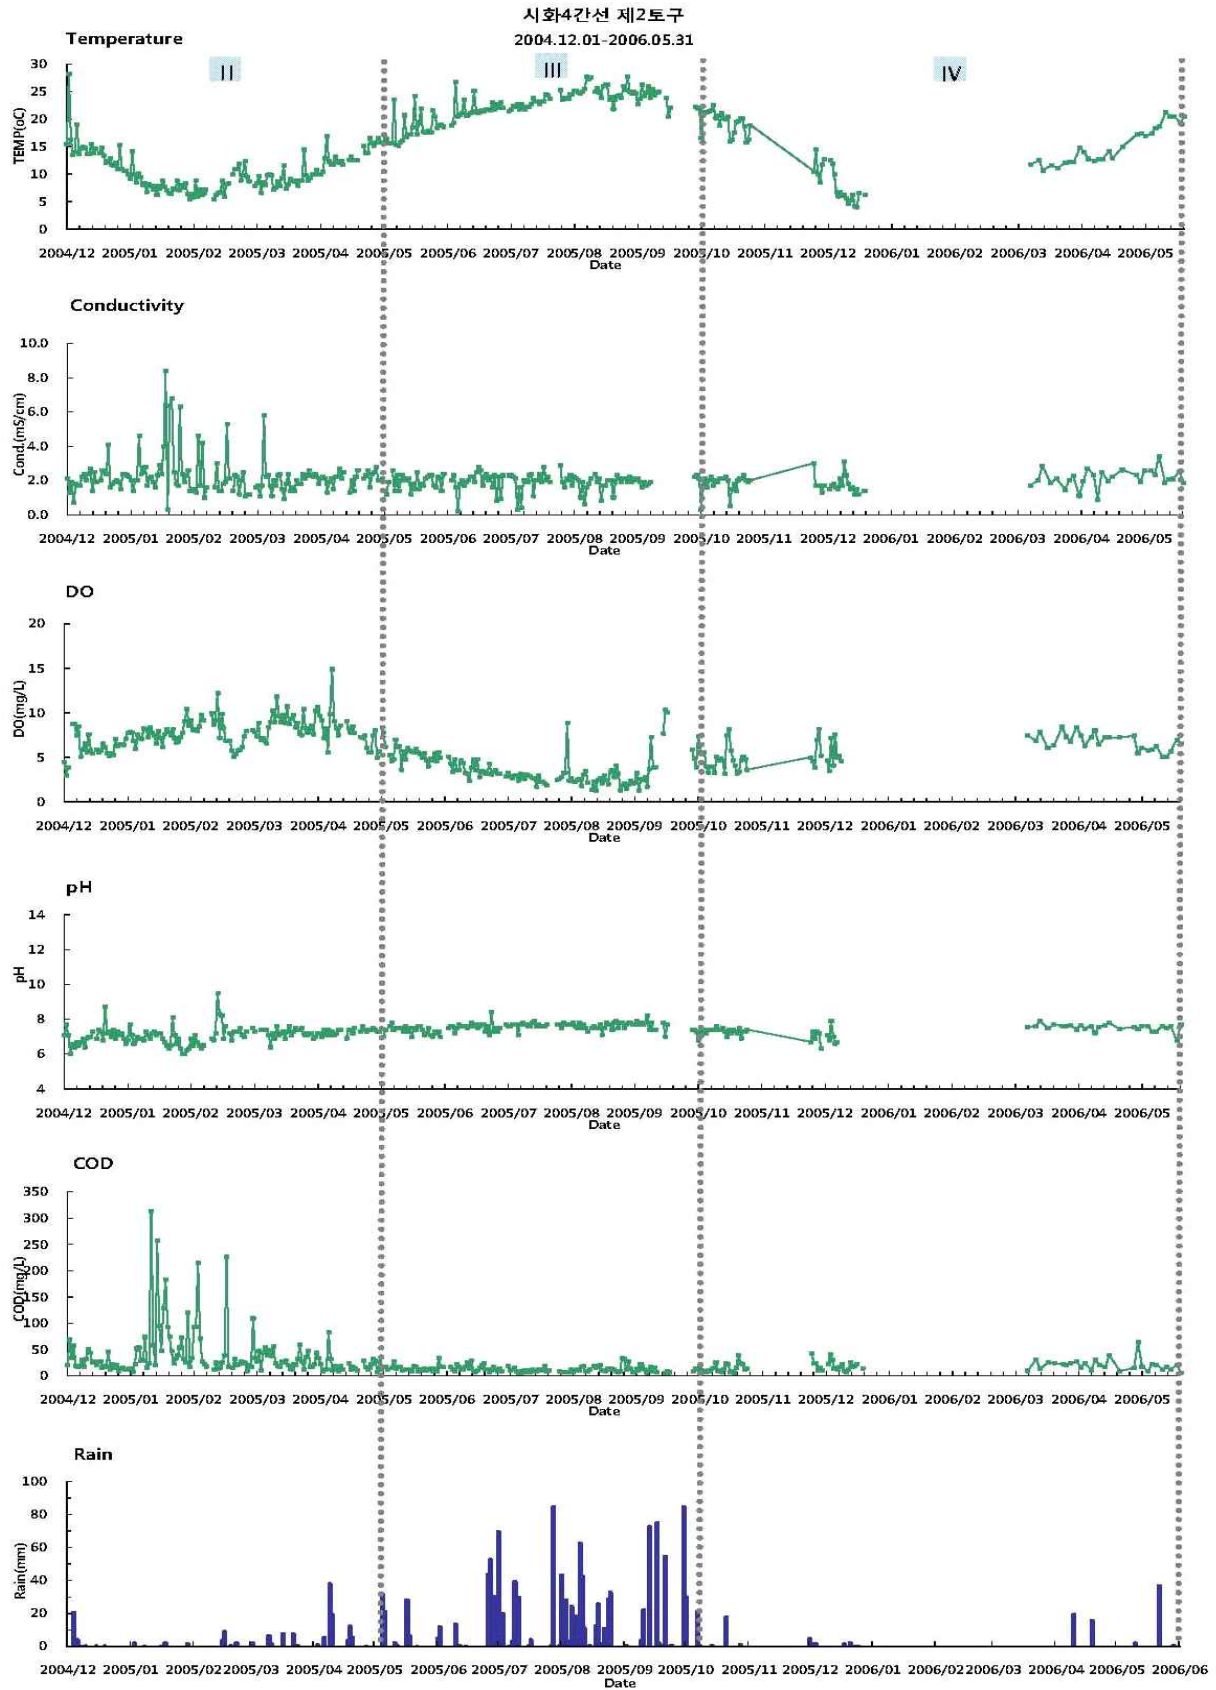 시화4간선 제2토구
2004.12.01-2006.05.31
Temperature
II
III
IV
30
25
20
15
10
5
0
TEMP(oC)
2004/12 2005/01 2005/02 2005/03 2005/04 2005/05 2005/06 2005/07 2005/08 2005/09 2005/10 2005/11 2005/12 2006/01 2006/02 2006/03 2006/04 2006/05
Date
Conductivity
10.0
8.0
6.0
4.0
2.0
0.0
Cond.(mS/cm)
2004/12 2005/01 2005/02 2005/03 2005/04 2005/05 2005/06 2005/07 2005/08 2005/09 2005/10 2005/11 2005/12 2006/01 2006/02 2006/03 2006/04 2006/05
Date
DO
20
15
10
5
0
DO(mg/L)
2004/12 2005/01 2005/02 2005/03 2005/04 2005/05 2005/06 2005/07 2005/08 2005/09 2005/10 2005/11 2005/12 2006/01 2006/02 2006/03 2006/04 2006/05
Date
pH
14
12
10
8
6
4
pH
2004/12 2005/01 2005/02 2005/03 2005/04 2005/05 2005/06 2005/07 2005/08 2005/09 2005/10 2005/11 2005/12 2006/01 2006/02 2006/03 2006/04 2006/05
Date
COD
350
300
250
200
150
100
50
0
COD(mg/L)
2004/12 2005/01 2005/02 2005/03 2005/04 2005/05 2005/06 2005/07 2005/08 2005/09 2005/10 2005/11 2005/12 2006/01 2006/02 2006/03 2006/04 2006/05
Date
Rain
100
80
60
40
20
0
Rain(mm)
2004/12 2005/01 2005/02 2005/03 2005/04 2005/05 2005/06 2005/07 2005/08 2005/09 2005/10 2005/11 2005/12 2006/01 2006/02 2006/03 2006/04 2006/05 2006/06
Date